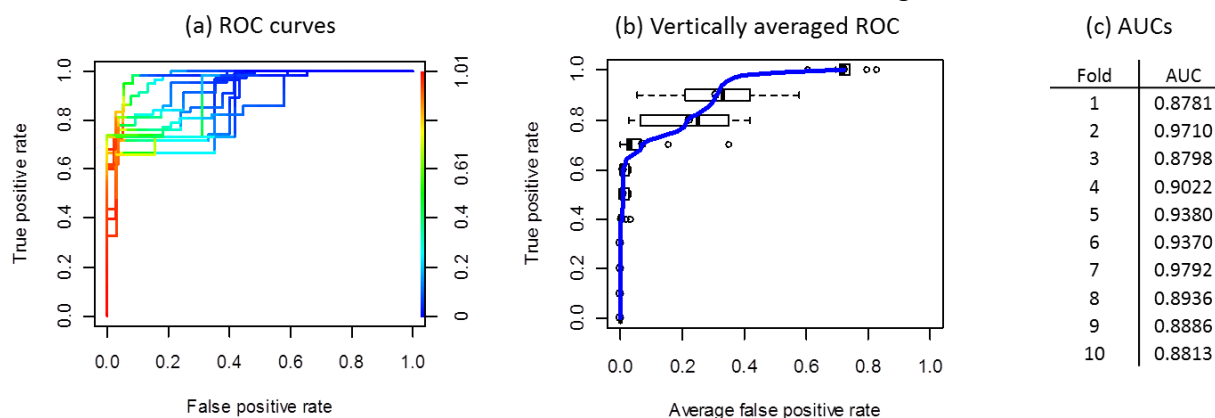 (a) ROC curves
1.0
0.8
0.6
0.4
0.2
0.0
True positive rate
0.0 0.2 0.4 0.6 0.8 1.0
False positive rate
1.01
0.61
0.4
0.2
0
(b) Vertically averaged ROC
1.0
0.8
0.6
0.4
0.2
0.0
True positive rate
0.0 0.2 0.4 0.6 0.8 1.0
Average false positive rate
(c) AUCs
Fold AUC
1 0.8781
2 0.9710
3 0.8798
4 0.9022
5 0.9380
6 0.9370
7 0.9792
8 0.8936
9 0.8886
10 0.8813